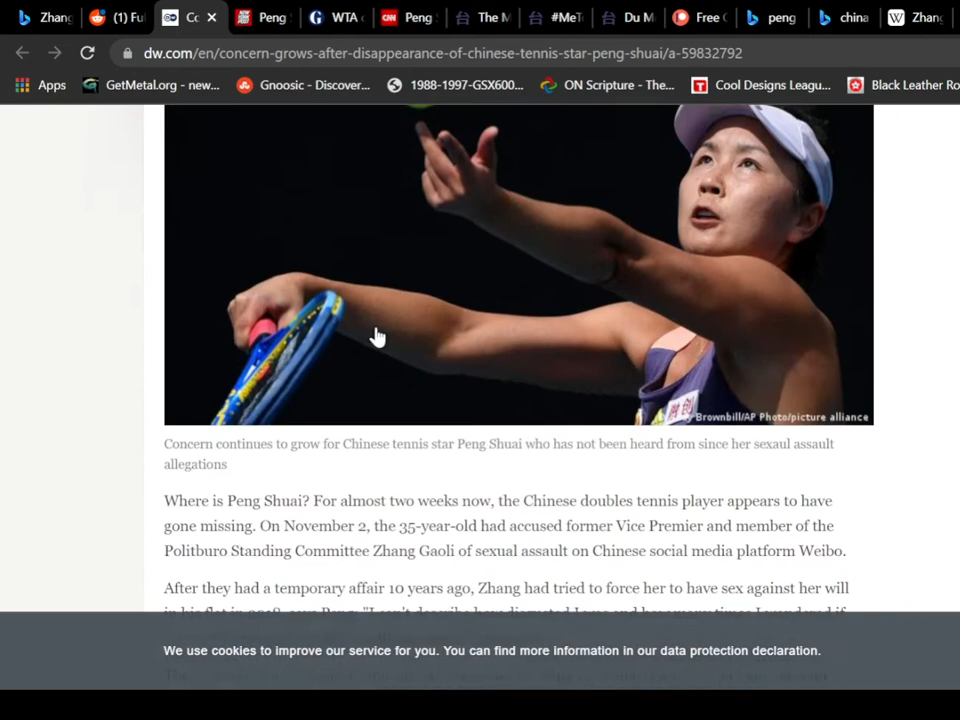 Zhang
(1) Ful
Co
Peng
WTA c
Peng
The M
#MeT
Du M
Free C
peng
china
Zhang
dw.com/en/concern-grows-after-disappearance-of-chinese-tennis-star-peng-shuai/a-59832792
Apps
GetMetal.org - new...
Gnoosic - Discover...
1988-1997-GSX600...
ON Scripture - The...
Cool Designs Leagu...
Black Leather Ro
Brownbill/AP Photo/picture alliance
Concern continues to grow for Chinese tennis star Peng Shuai who has not been heard from since her sexaul assault
allegations
Where is Peng Shuai? For almost two weeks now, the Chinese doubles tennis player appears to have
gone missing. On November 2, the 35-year-old had accused former Vice Premier and member of the
Politburo Standing Committee Zhang Gaoli of sexual assault on Chinese social media platform Weibo.
After they had a temporary affair 10 years ago, Zhang had tried to force her to have sex against her will
We use cookies to improve our service for you. You can find more information in our data protection declaration.